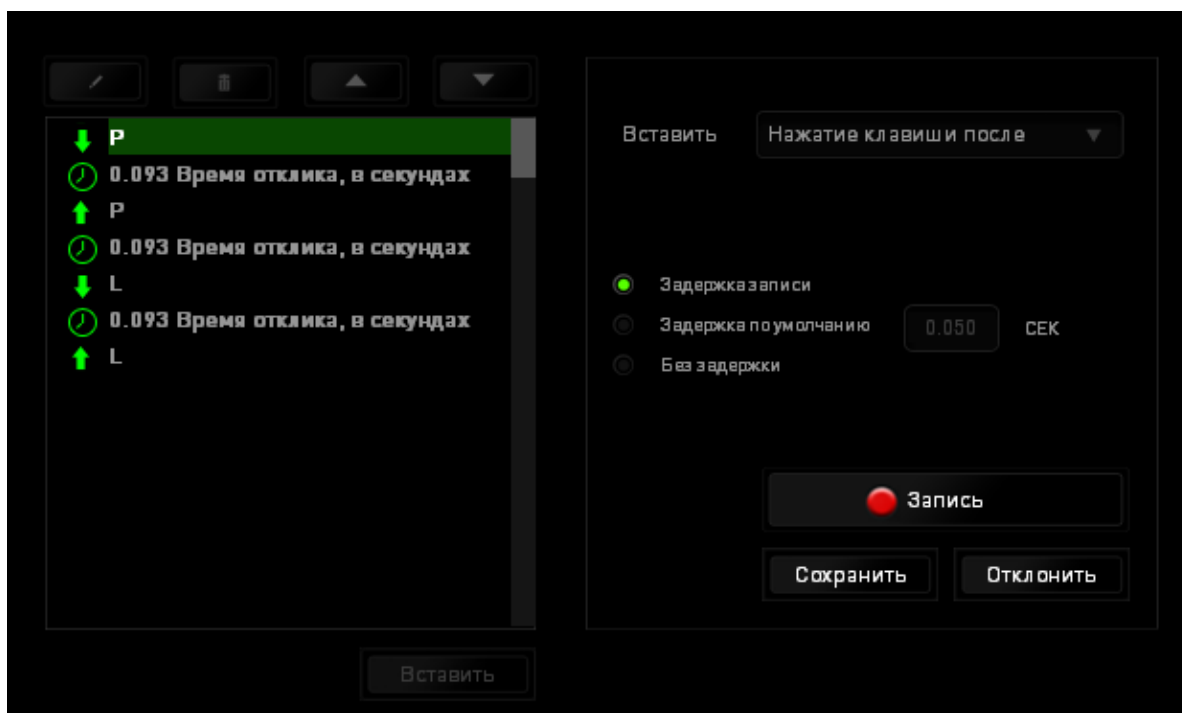 P
0.093 Время отклика, в секундах
P
0.093 Время отклика, в секундах
L
0.093 Время отклика, в секундах
L
Вставить
Вставить Нажатие клавиши после
Задержка записи
Задержка по умолчанию 0.050 СЕК
Без задержки
Запись
Сохранить Отклонить